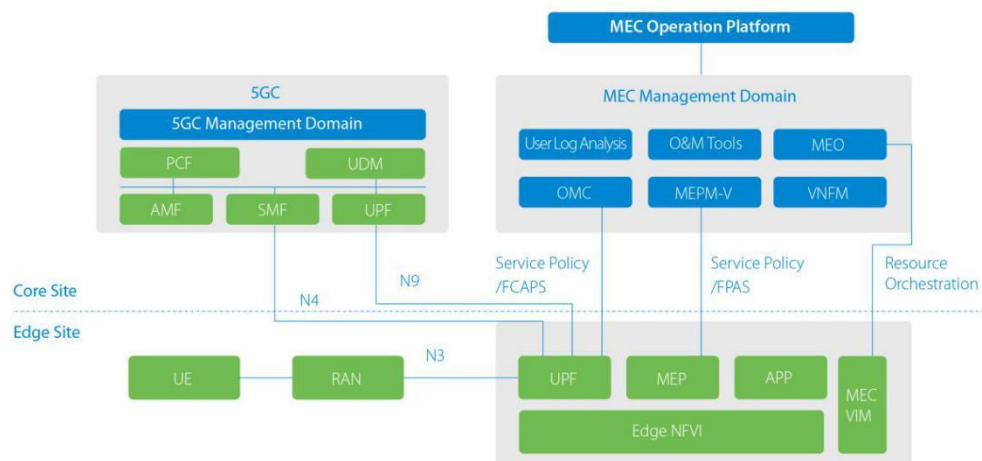 MEC Operation Platform
5GC
5GC Management Domain
PCF
UDM
AMF
SMF
UPF
MEC Management Domain
User Log Analysis
O&M Tools
MEO
OMC
MEPM-V
VNFM
N4
N9
Service Policy
/FCAPS
Service Policy
/FPAS
Resource
Orchestration
Core Site
Edge Site
UE
RAN
N3
UPF
MEP
APP
MEC
VIM
Edge NFVI